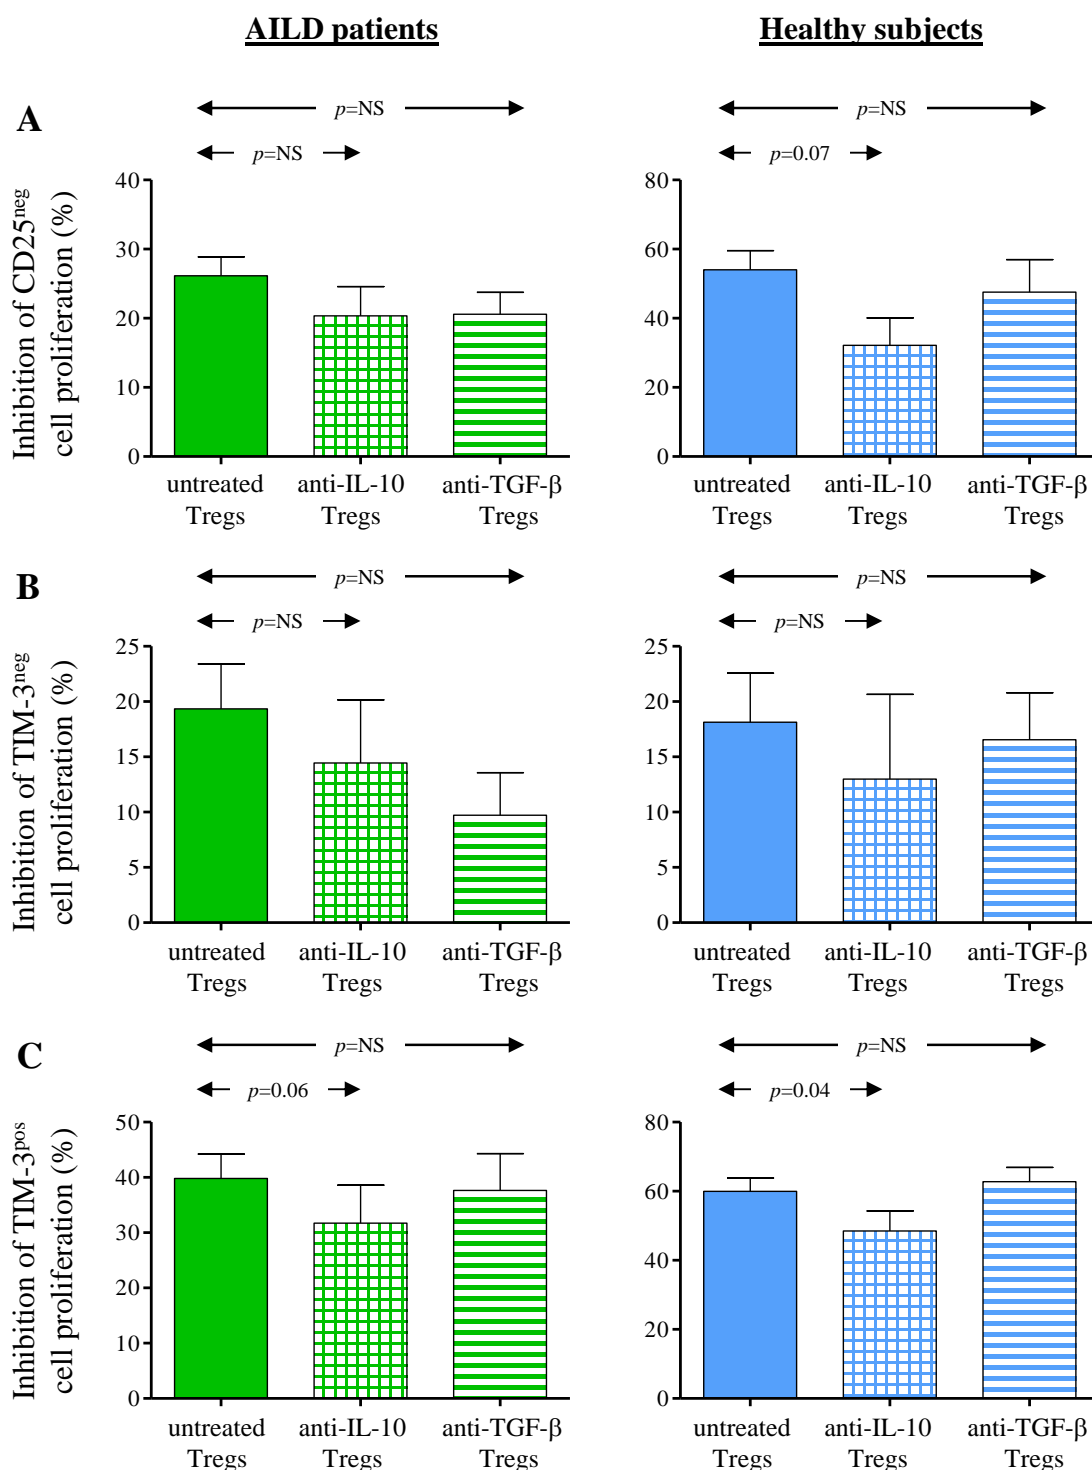 AILD patients
Healthy subjects
A
p=NS
p=NS
Inhibition of CD25neg
cell proliferation (%)
40
30
20
10
0
untreated
Tregs
anti-IL-10
Tregs
anti-TGF-β
Tregs
p=NS
p=0.07
80
60
40
20
0
untreated
Tregs
anti-IL-10
Tregs
anti-TGF-β
Tregs
B
p=NS
p=NS
Inhibition of TIM-3neg
cell proliferation (%)
25
20
15
10
5
0
untreated
Tregs
anti-IL-10
Tregs
anti-TGF-β
Tregs
p=NS
p=NS
25
20
15
10
5
0
untreated
Tregs
anti-IL-10
Tregs
anti-TGF-β
Tregs
C
p=NS
p=0.06
Inhibition of TIM-3pos
cell proliferation (%)
50
40
30
20
10
0
untreated
Tregs
anti-IL-10
Tregs
anti-TGF-β
Tregs
p=NS
p=0.04
80
60
40
20
0
untreated
Tregs
anti-IL-10
Tregs
anti-TGF-β
Tregs